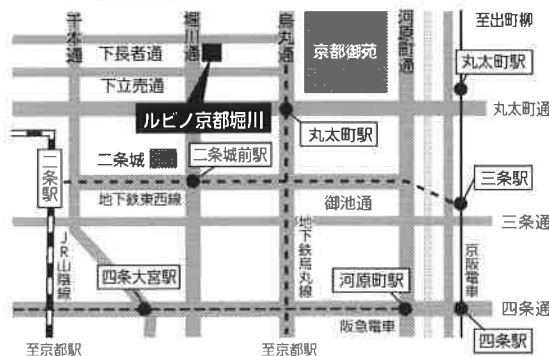 千本通
堀川通
烏丸通
河原町通
至出町柳
京都御苑
下長者通
下立売通
丸太町駅
丸太町通
ルビノ京都堀川
丸太町駅
二条城
二条城前駅
二条駅
三条駅
地下鉄東西線
御池通
三条通
JR山陰線
四条大宮駅
地下鉄烏丸線
河原町駅
京阪電車
四条通
阪急電車
四条駅
至京都駅
至京都駅